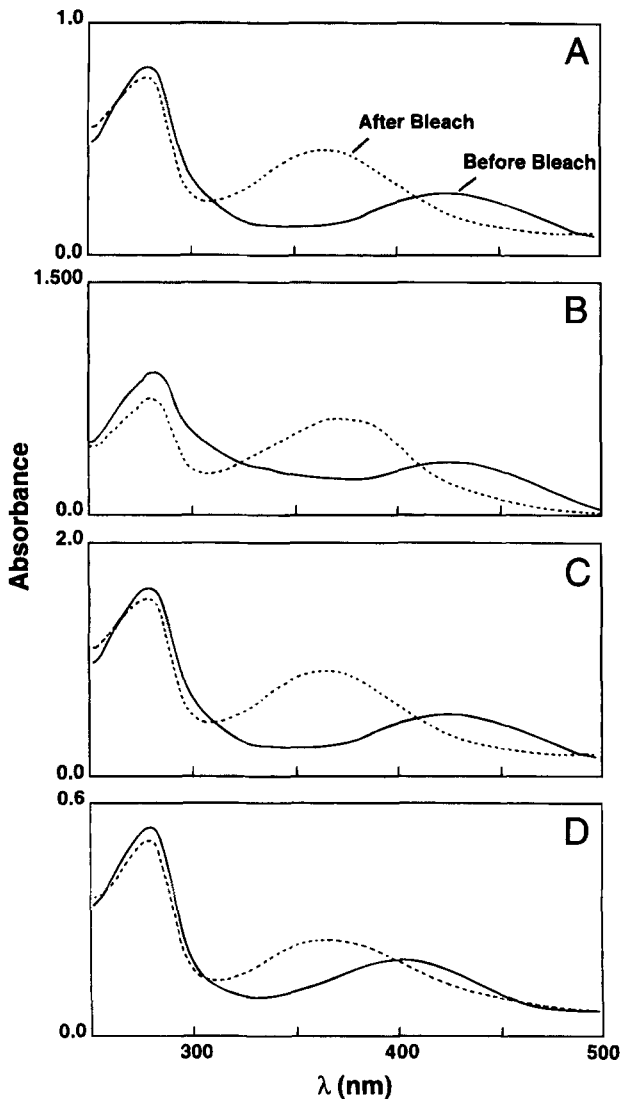 1.0
A
After Bleach
Before Bleach
0.0
1.500
B
0.0
Absorbance
2.0
C
0.0
0.6
D
0.0
300 400 500
λ (nm)